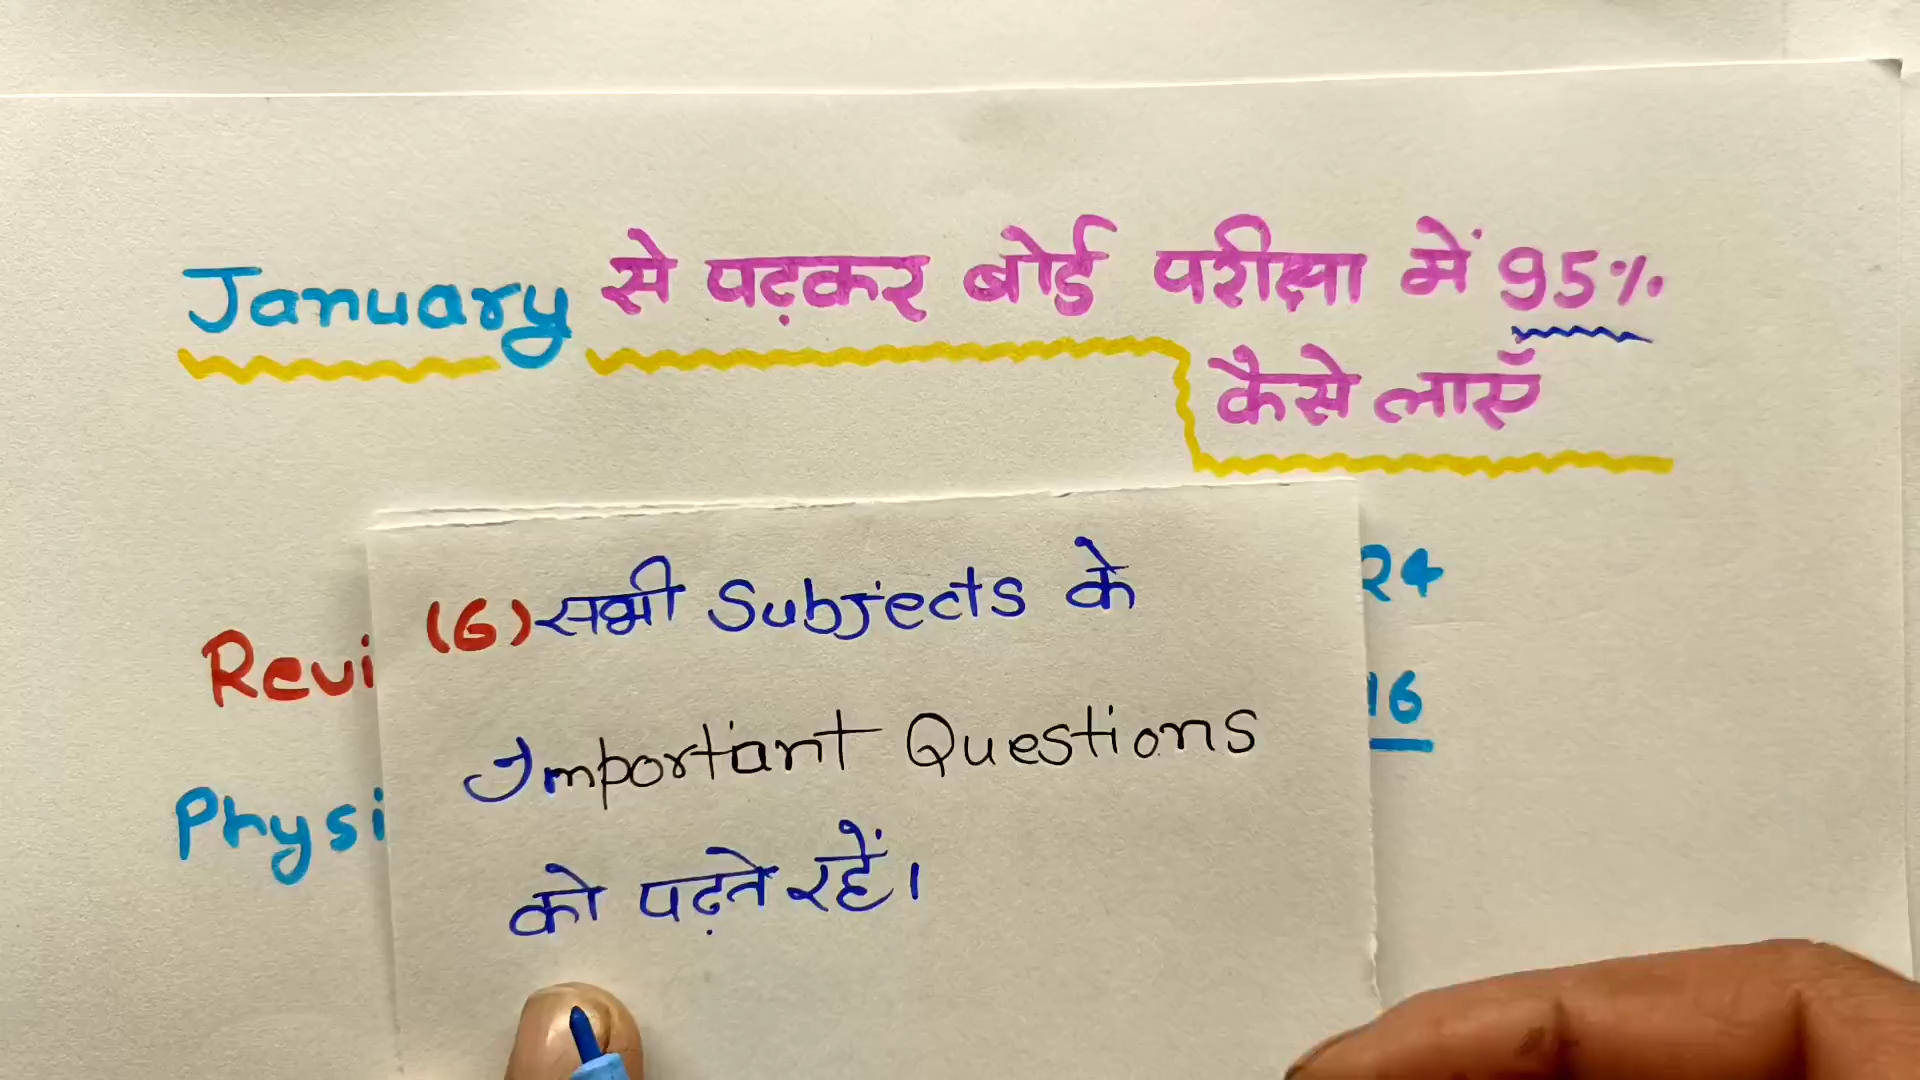 January से पढ़कर बोर्ड परीक्षा में 95%
कैसे लाएँ
24
(6) सभी Subjects के
Revi
16
Important Questions
Physi
को पढ़ते रहें।